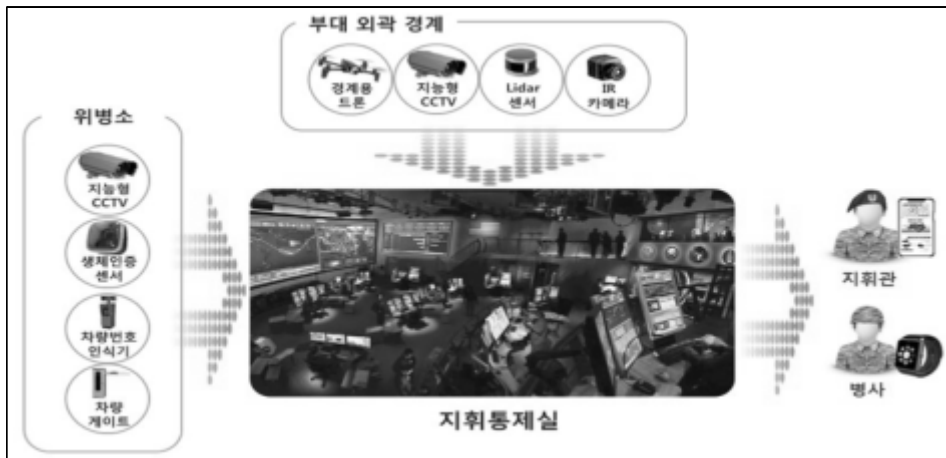 부대 외곽 경계
경계용
드론
지능형
CCTV
Lidar
센서
IR
카메라
위병소
지능형
CCTV
생체인증
센서
차량번호
인식기
차량
게이트
지휘통제실
지휘관
병사